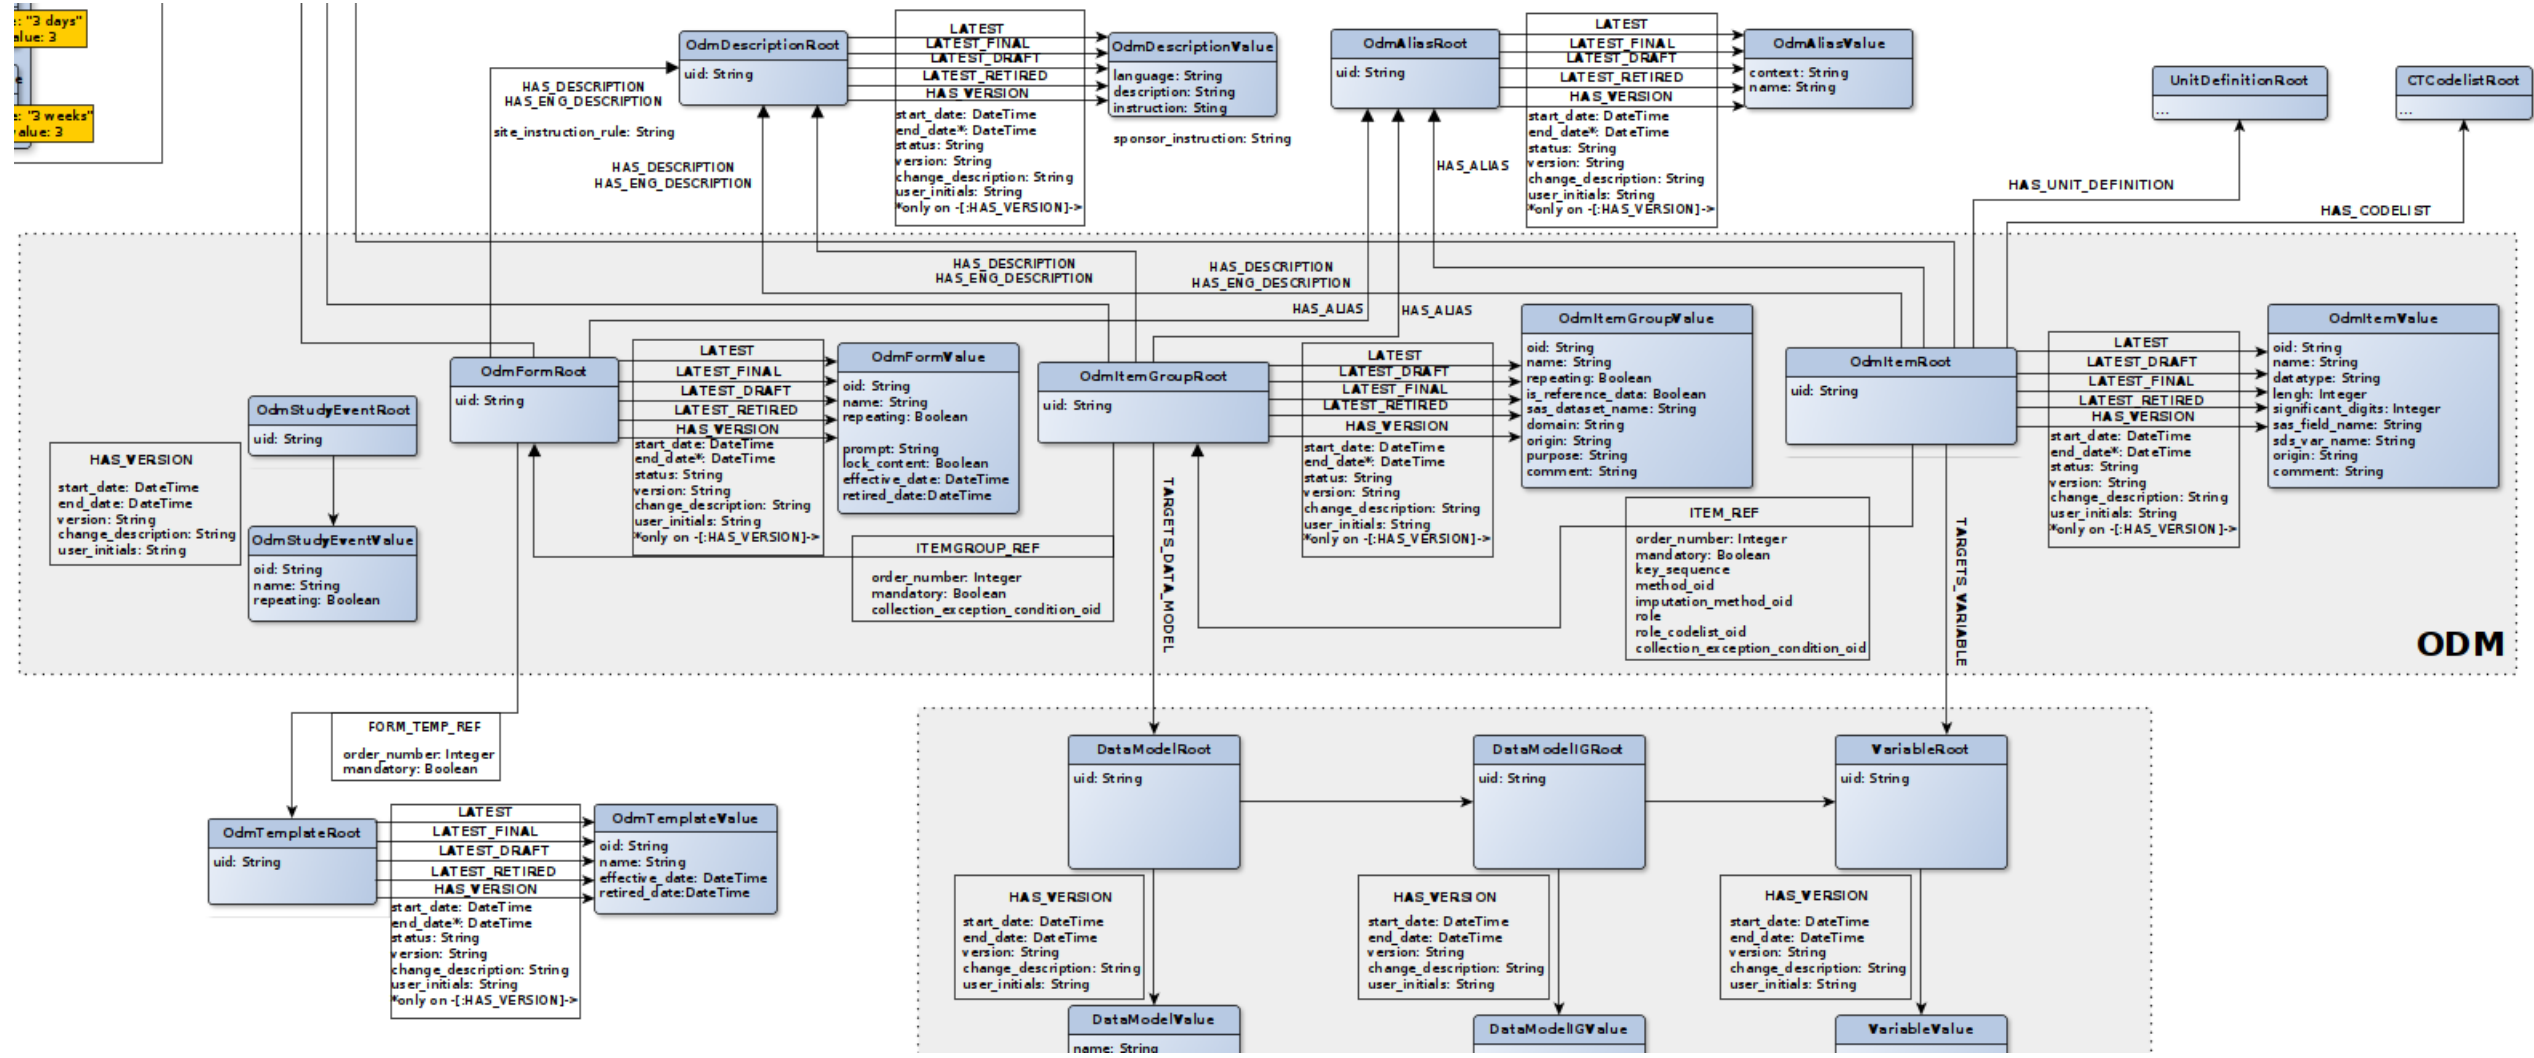 : "3 days"
alue: 3
e
: "3 weeks"
value: 3
OdmDescriptionRoot
uid: String
LATEST
LATEST_FINAL
LATEST_DRAFT
LATEST_RETIRED
HAS_VERSION
start_date: DateTime
end_date*: DateTime
status: String
version: String
change_description: String
user_initials: String
*only on -[:HAS_VERSION]->
OdmDescriptionValue
language: String
description: String
instruction: Sting
sponsor_instruction: String
OdmAliasRoot
uid: String
LATEST
LATEST_FINAL
LATEST_DRAFT
LATEST_RETIRED
HAS_VERSION
start_date: DateTime
end_date*: DateTime
status: String
version: String
change_description: String
user_initials: String
*only on -[:HAS_VERSION]->
OdmAliasValue
context: String
name: String
UnitDefinitionRoot
...
CTCodelistRoot
...
HAS_DESCRIPTION
HAS_ENG_DESCRIPTION
site_instruction_rule: String
HAS_DESCRIPTION
HAS_ENG_DESCRIPTION
HAS_ALIAS
HAS_UNIT_DEFINITION
HAS_CODELIST
HAS_DESCRIPTION
HAS_ENG_DESCRIPTION
HAS_DESCRIPTION
HAS_ENG_DESCRIPTION
HAS_ALIAS
HAS_ALIAS
OdmStudyEventRoot
uid: String
HAS_VERSION
start_date: DateTime
end_date: DateTime
version: String
change_description: String
user_initials: String
OdmStudyEventValue
oid: String
name: String
repeating: Boolean
OdmFormRoot
uid: String
LATEST
LATEST_FINAL
LATEST_DRAFT
LATEST_RETIRED
HAS_VERSION
start_date: DateTime
end_date*: DateTime
status: String
version: String
change_description: String
user_initials: String
*only on -[:HAS_VERSION]->
OdmFormValue
oid: String
name: String
repeating: Boolean
prompt: String
lock_content: Boolean
effective_date: DateTime
retired_date:DateTime
ITEMGROUP_REF
order_number: Integer
mandatory: Boolean
collection_exception_condition_oid
OdmItemGroupRoot
uid: String
TARGETS_DATA_MODEL
LATEST
LATEST_DRAFT
LATEST_FINAL
LATEST_RETIRED
HAS_VERSION
start_date: DateTime
end_date*: DateTime
status: String
version: String
change_description: String
user_initials: String
*only on -[:HAS_VERSION]->
OdmItemGroupValue
oid: String
name: String
repeating: Boolean
is_reference_data: Boolean
sas_dataset_name: String
domain: String
origin: String
purpose: String
comment: String
ITEM_REF
order_number: Integer
mandatory: Boolean
key_sequence
method_oid
imputation_method_oid
role
role_codelist_oid
collection_exception_condition_oid
OdmItemRoot
uid: String
TARGETS_VARIABLE
LATEST
LATEST_DRAFT
LATEST_FINAL
LATEST_RETIRED
HAS_VERSION
start_date: DateTime
end_date*: DateTime
status: String
version: String
change_description: String
user_initials: String
*only on -[:HAS_VERSION]->
OdmItemValue
oid: String
name: String
datatype: String
lengh: Integer
significant_digits: Integer
sas_field_name: String
sds_var_name: String
origin: String
comment: String
ODM
FORM_TEMP_REF
order_number: Integer
mandatory: Boolean
OdmTemplateRoot
uid: String
LATEST
LATEST_FINAL
LATEST_DRAFT
LATEST_RETIRED
HAS_VERSION
start_date: DateTime
end_date*: DateTime
status: String
version: String
change_description: String
user_initials: String
*only on -[:HAS_VERSION]->
OdmTemplateValue
oid: String
name: String
effective_date: DateTime
retired_date:DateTime
DataModelRoot
uid: String
DataModelIGRoot
uid: String
VariableRoot
uid: String
HAS_VERSION
start_date: DateTime
end_date: DateTime
version: String
change_description: String
user_initials: String
HAS_VERSION
start_date: DateTime
end_date: DateTime
version: String
change_description: String
user_initials: String
HAS_VERSION
start_date: DateTime
end_date: DateTime
version: String
change_description: String
user_initials: String
DataModelValue
name: String
DataModelIGValue
VariableValue